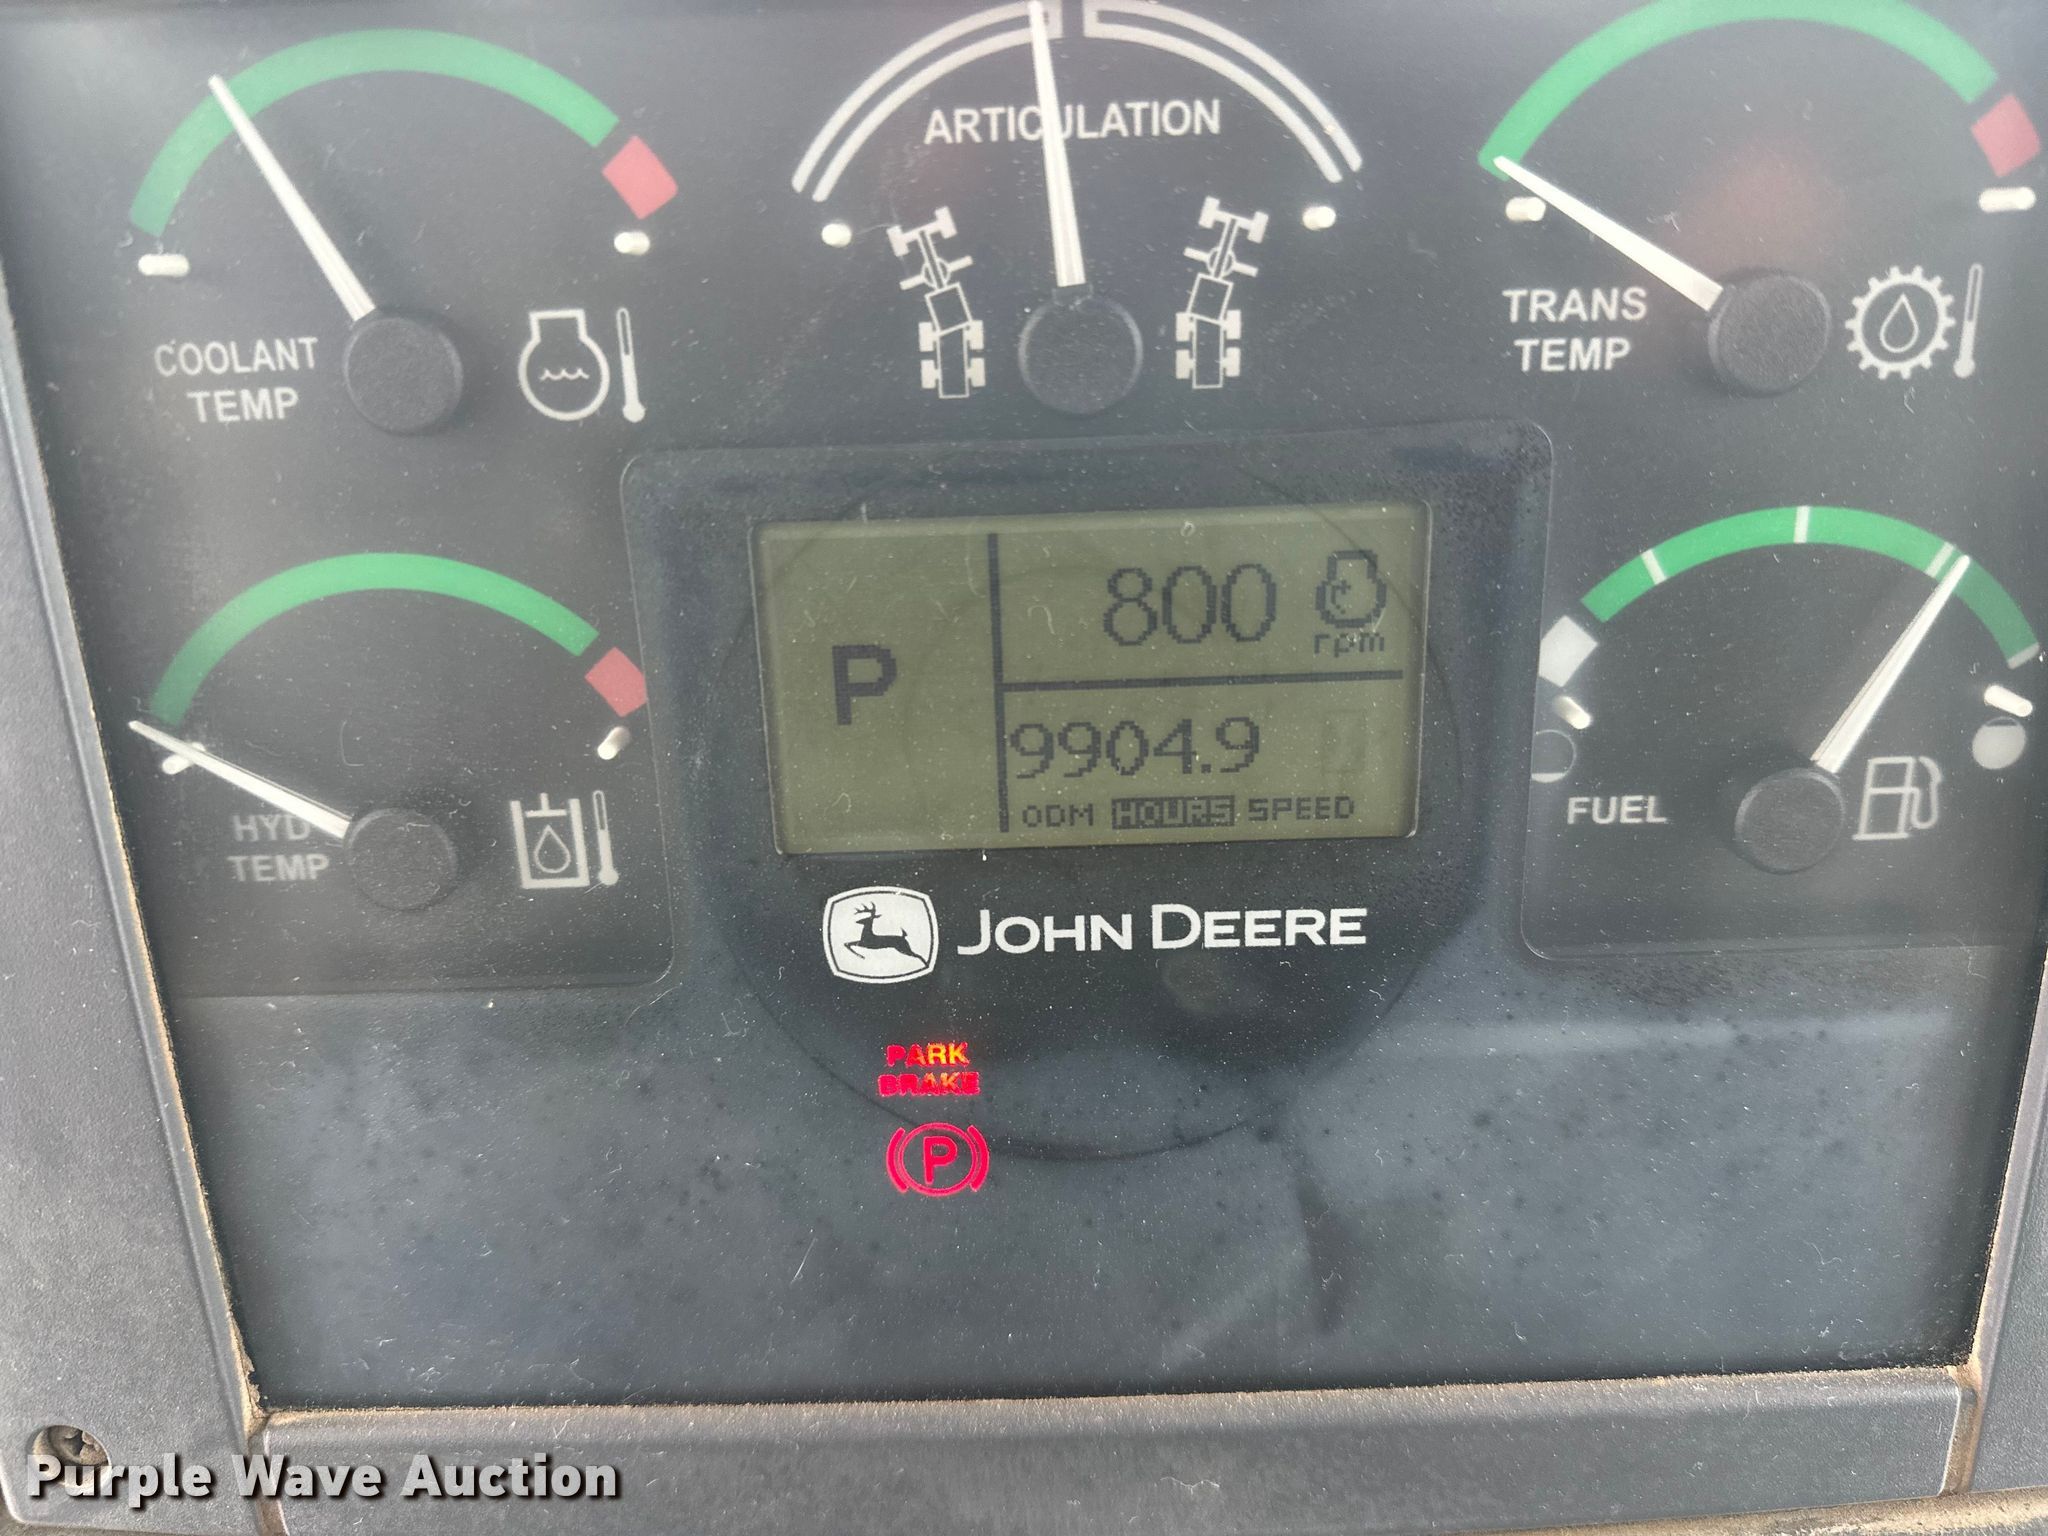 ARTICULATION
COOLANT
TEMP
TRANS
TEMP
P
800
rpm
9904.9
ODM HOURS SPEED
HYD
TEMP
FUEL
JOHN DEERE
PARK
BRAKE
P
Purple Wave Auction